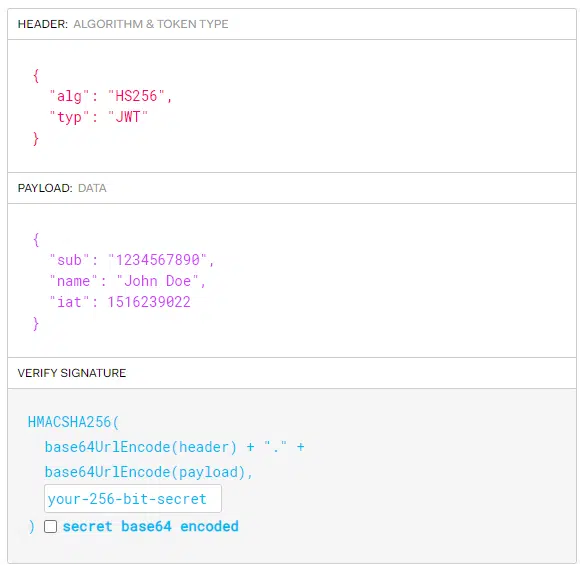 HEADER: ALGORITHM & TOKEN TYPE
{
"alg": "HS256",
"typ": "JWT"
}
PAYLOAD: DATA
{
"sub": "1234567890",
"name": "John Doe",
"iat": 1516239022
}
VERIFY SIGNATURE
HMACSHA256(
base64UrlEncode(header) + "." +
base64UrlEncode(payload),
your-256-bit-secret
) secret base64 encoded